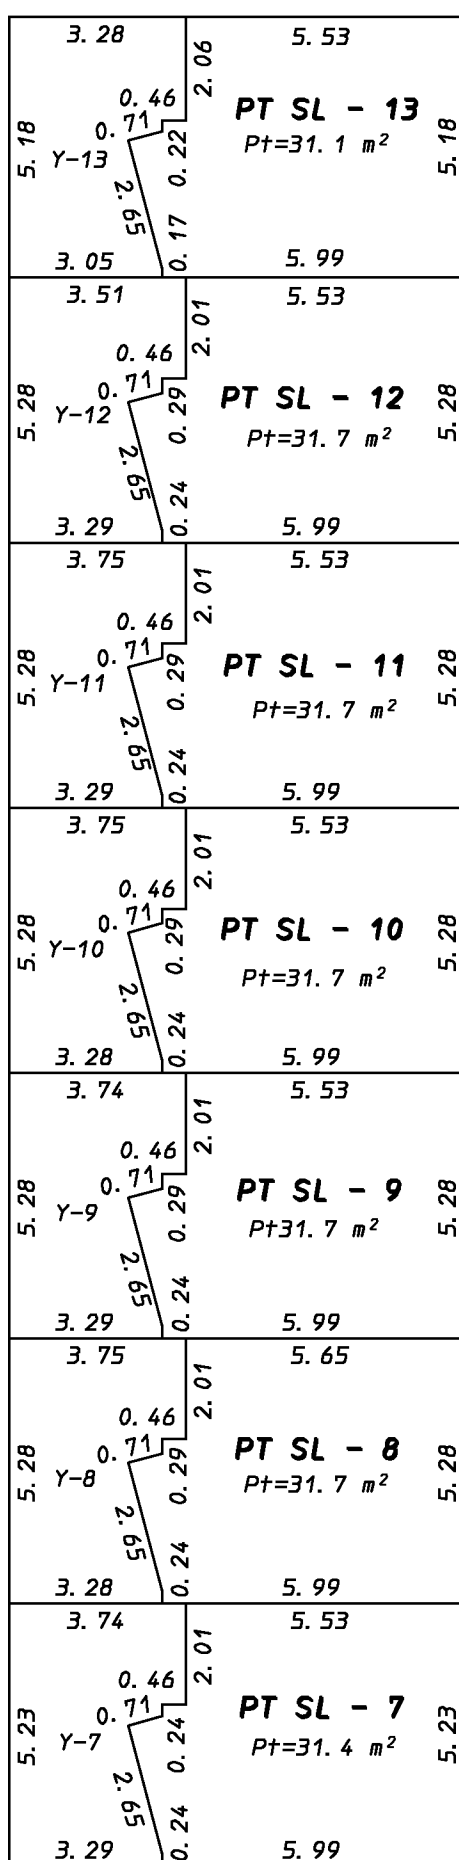 3.28 5.53
2.06
0.46
PT SL - 13
0.71
Pt=31.1 m²
5.18 Y-13 0.22 5.18
2.65
0.17
3.05 5.99
3.51 5.53
2.01
0.46
0.71
PT SL - 12
5.28 Y-12 0.29 5.28
Pt=31.7 m²
2.65
0.24
3.29 5.99
3.75 5.53
2.01
0.46
0.71
PT SL - 11
5.28 Y-11 0.29 5.28
Pt=31.7 m²
2.65
0.24
3.29 5.99
3.75 5.53
2.01
0.46
0.71
PT SL - 10
5.28 Y-10 0.29 5.28
Pt=31.7 m²
2.65
0.24
3.28 5.99
3.74 5.53
2.01
0.46
0.71
PT SL - 9
5.28 Y-9 0.29 5.28
Pt31.7 m²
2.65
0.24
3.29 5.99
3.75 5.65
2.01
0.46
0.71
PT SL - 8
5.28 Y-8 0.29 5.28
Pt=31.7 m²
2.65
0.24
3.28 5.99
3.74 5.53
2.01
0.46
0.71
PT SL - 7
5.23 Y-7 0.24 5.23
Pt=31.4 m²
2.65
0.24
3.29 5.99